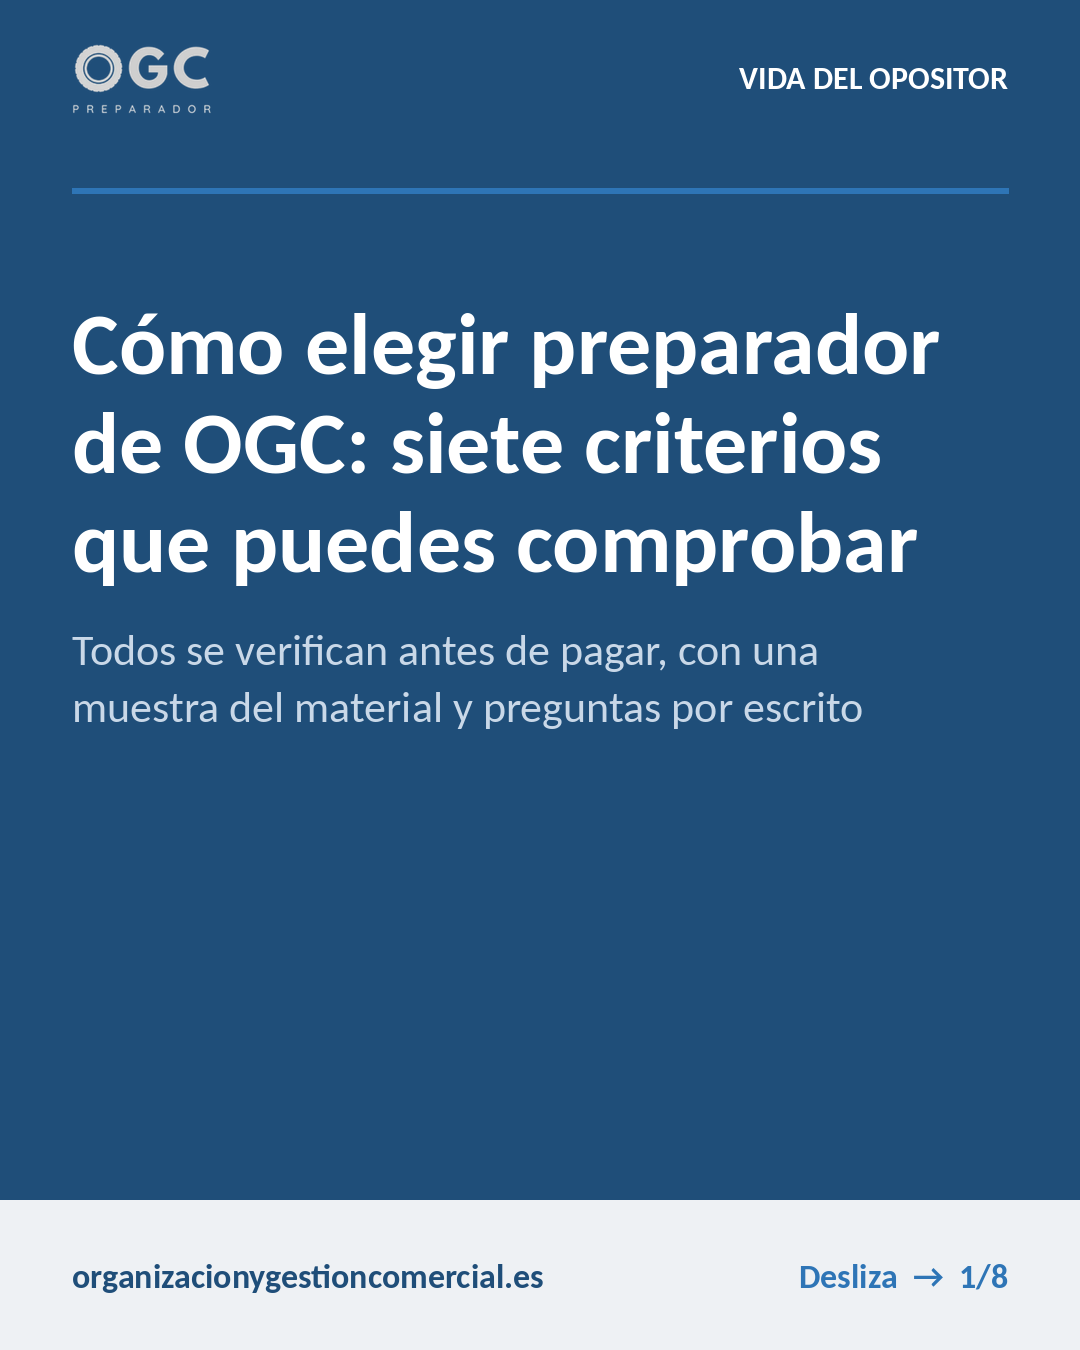 OGC
PREPARADOR
VIDA DEL OPOSITOR
Cómo elegir preparador
de OGC: siete criterios
que puedes comprobar
Todos se verifican antes de pagar, con una
muestra del material y preguntas por escrito
organizacionygestioncomercial.es
Desliza → 1/8